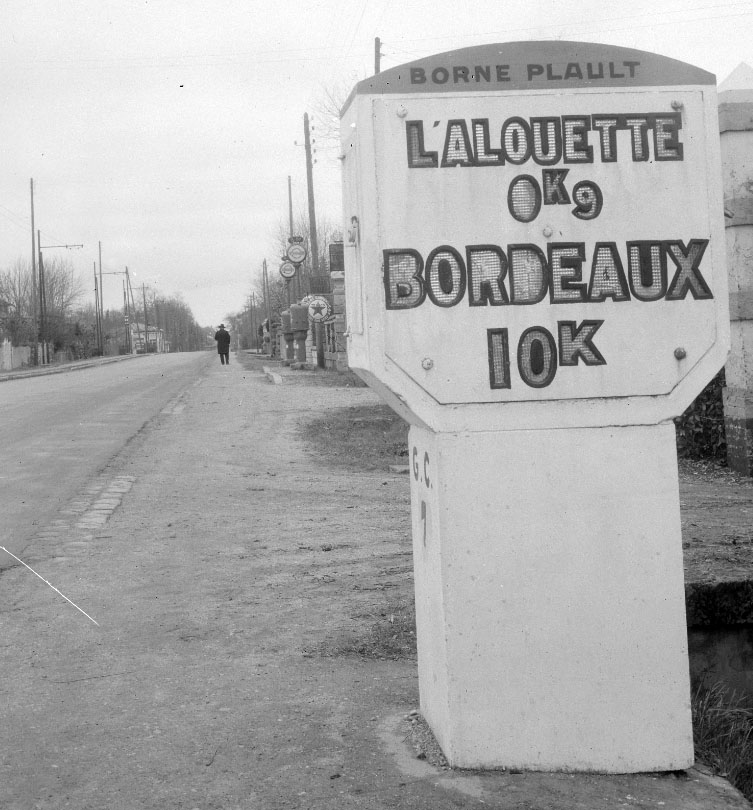 BORNE PLAULT
L'ALOUETTE
0K9
BORDEAUX
10K
G.C.
7